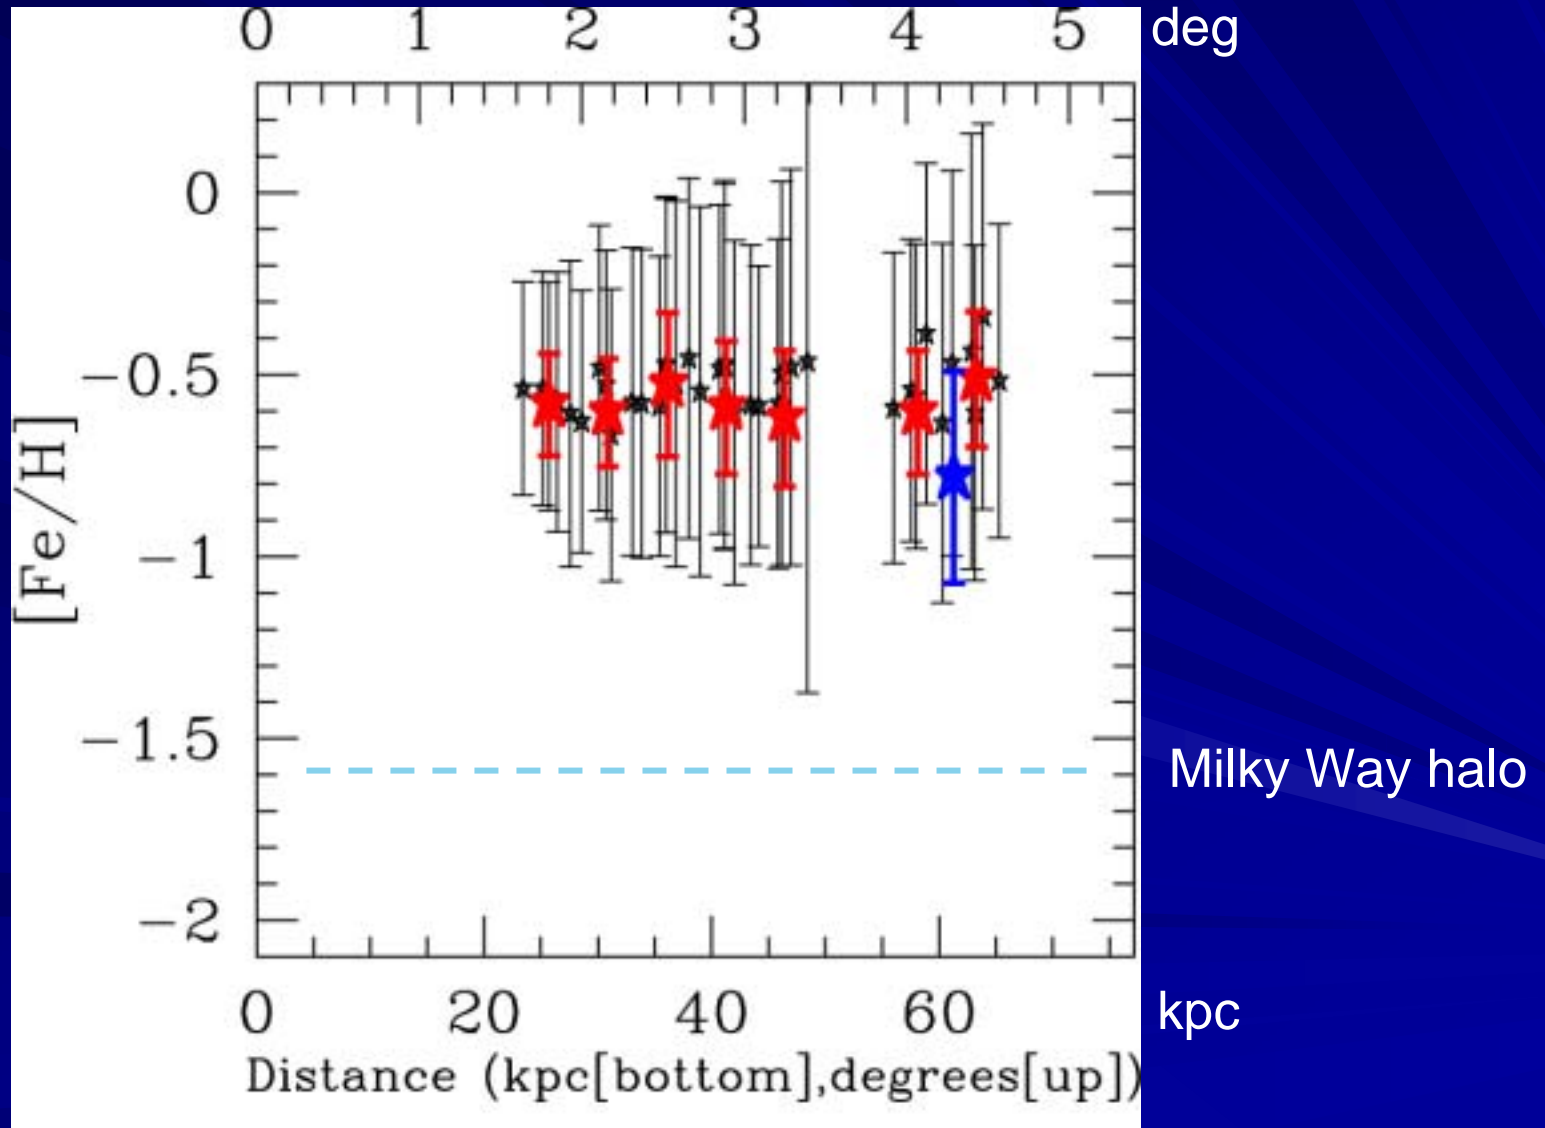 0 1 2 3 4 5 deg
0
−0.5
−1
−1.5
−2
[Fe/H]
Milky Way halo
0 20 40 60 kpc
Distance (kpc[bottom],degrees[up])